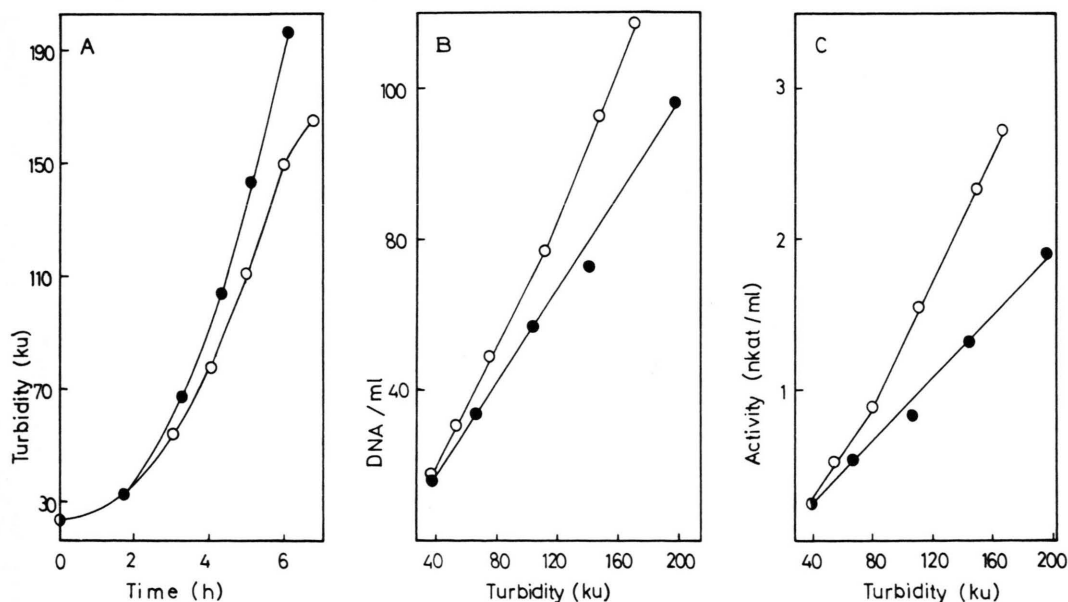 A
190
150
110
70
30
Turbidity (ku)
0 2 4 6
Time (h)
B
100
80
40
DNA / ml
40 80 120 160 200
Turbidity (ku)
C
3
2
1
Activity (nkat / ml)
40 80 120 160 200
Turbidity (ku)